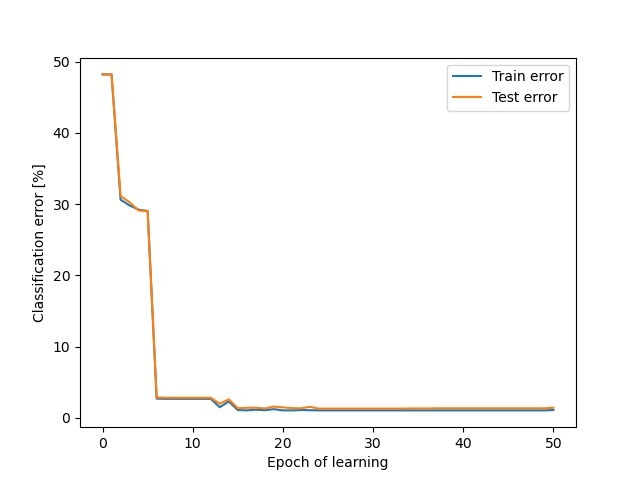 50
40
30
20
10
0
Classification error [%]
Train error
Test error
0 10 20 30 40 50
Epoch of learning